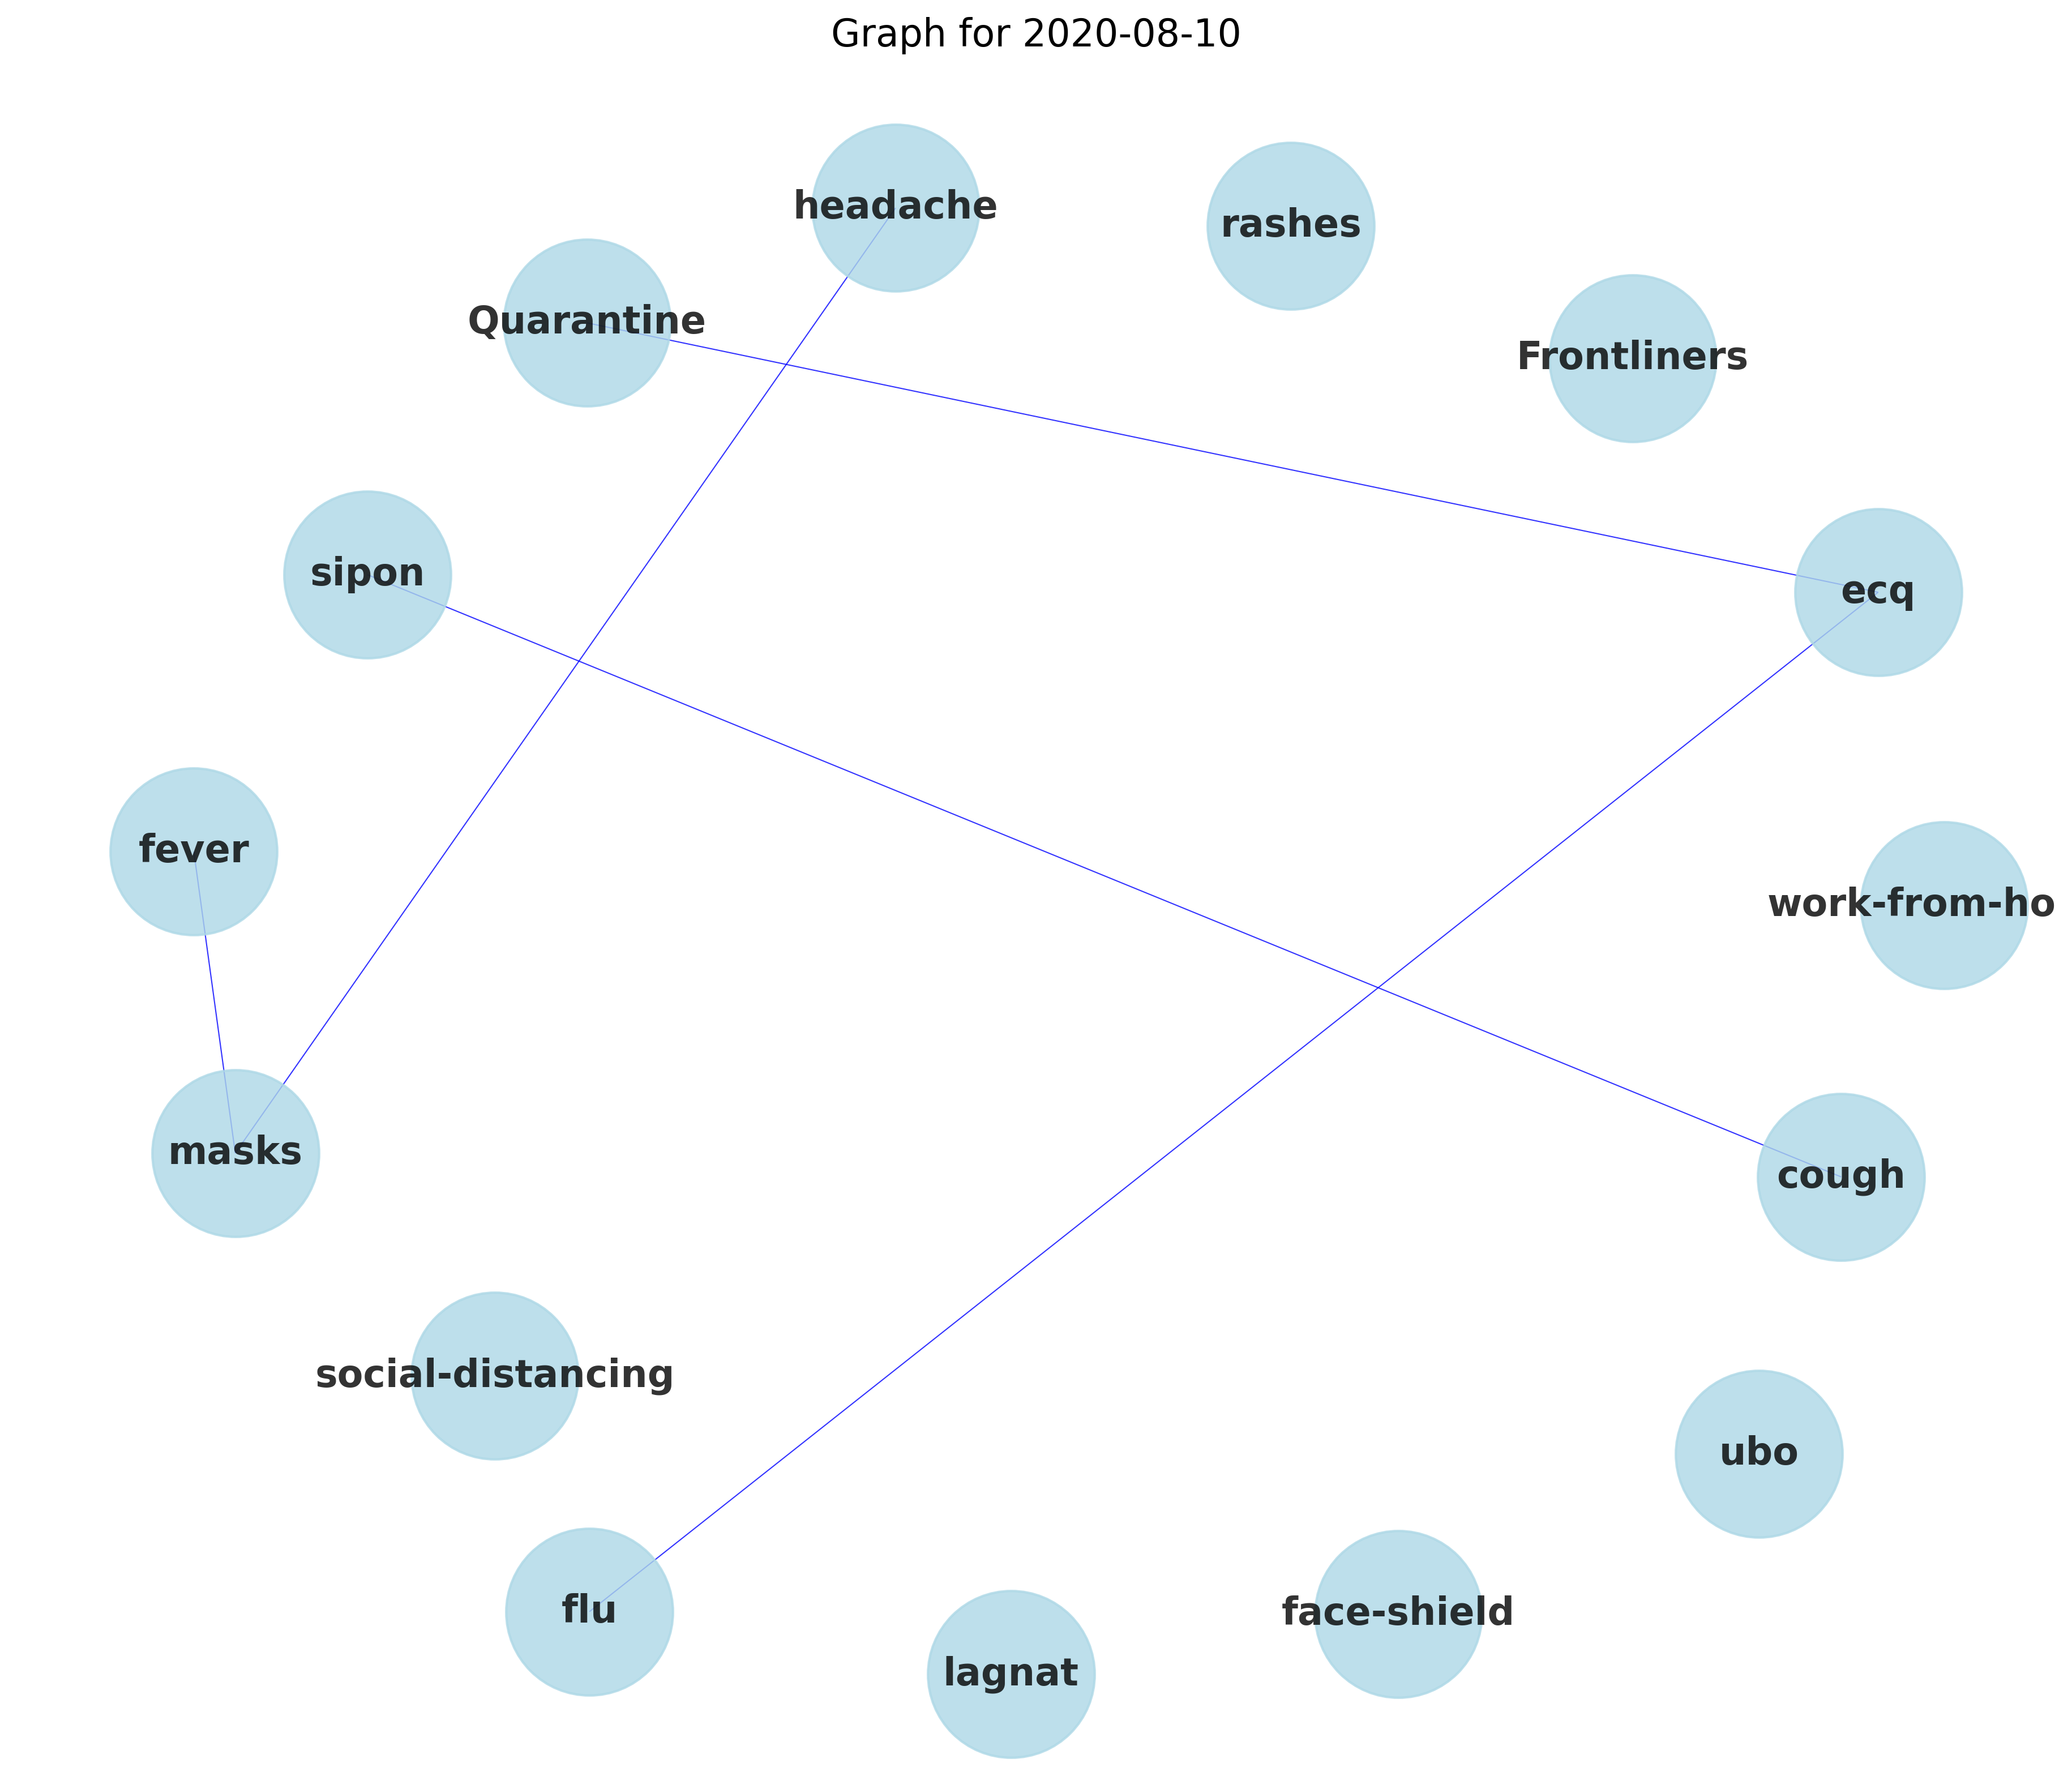 Graph for 2020-08-10
headache
rashes
Quarantine
Frontliners
sipon
ecq
fever
work-from-ho
masks
cough
social-distancing
ubo
flu
face-shield
lagnat